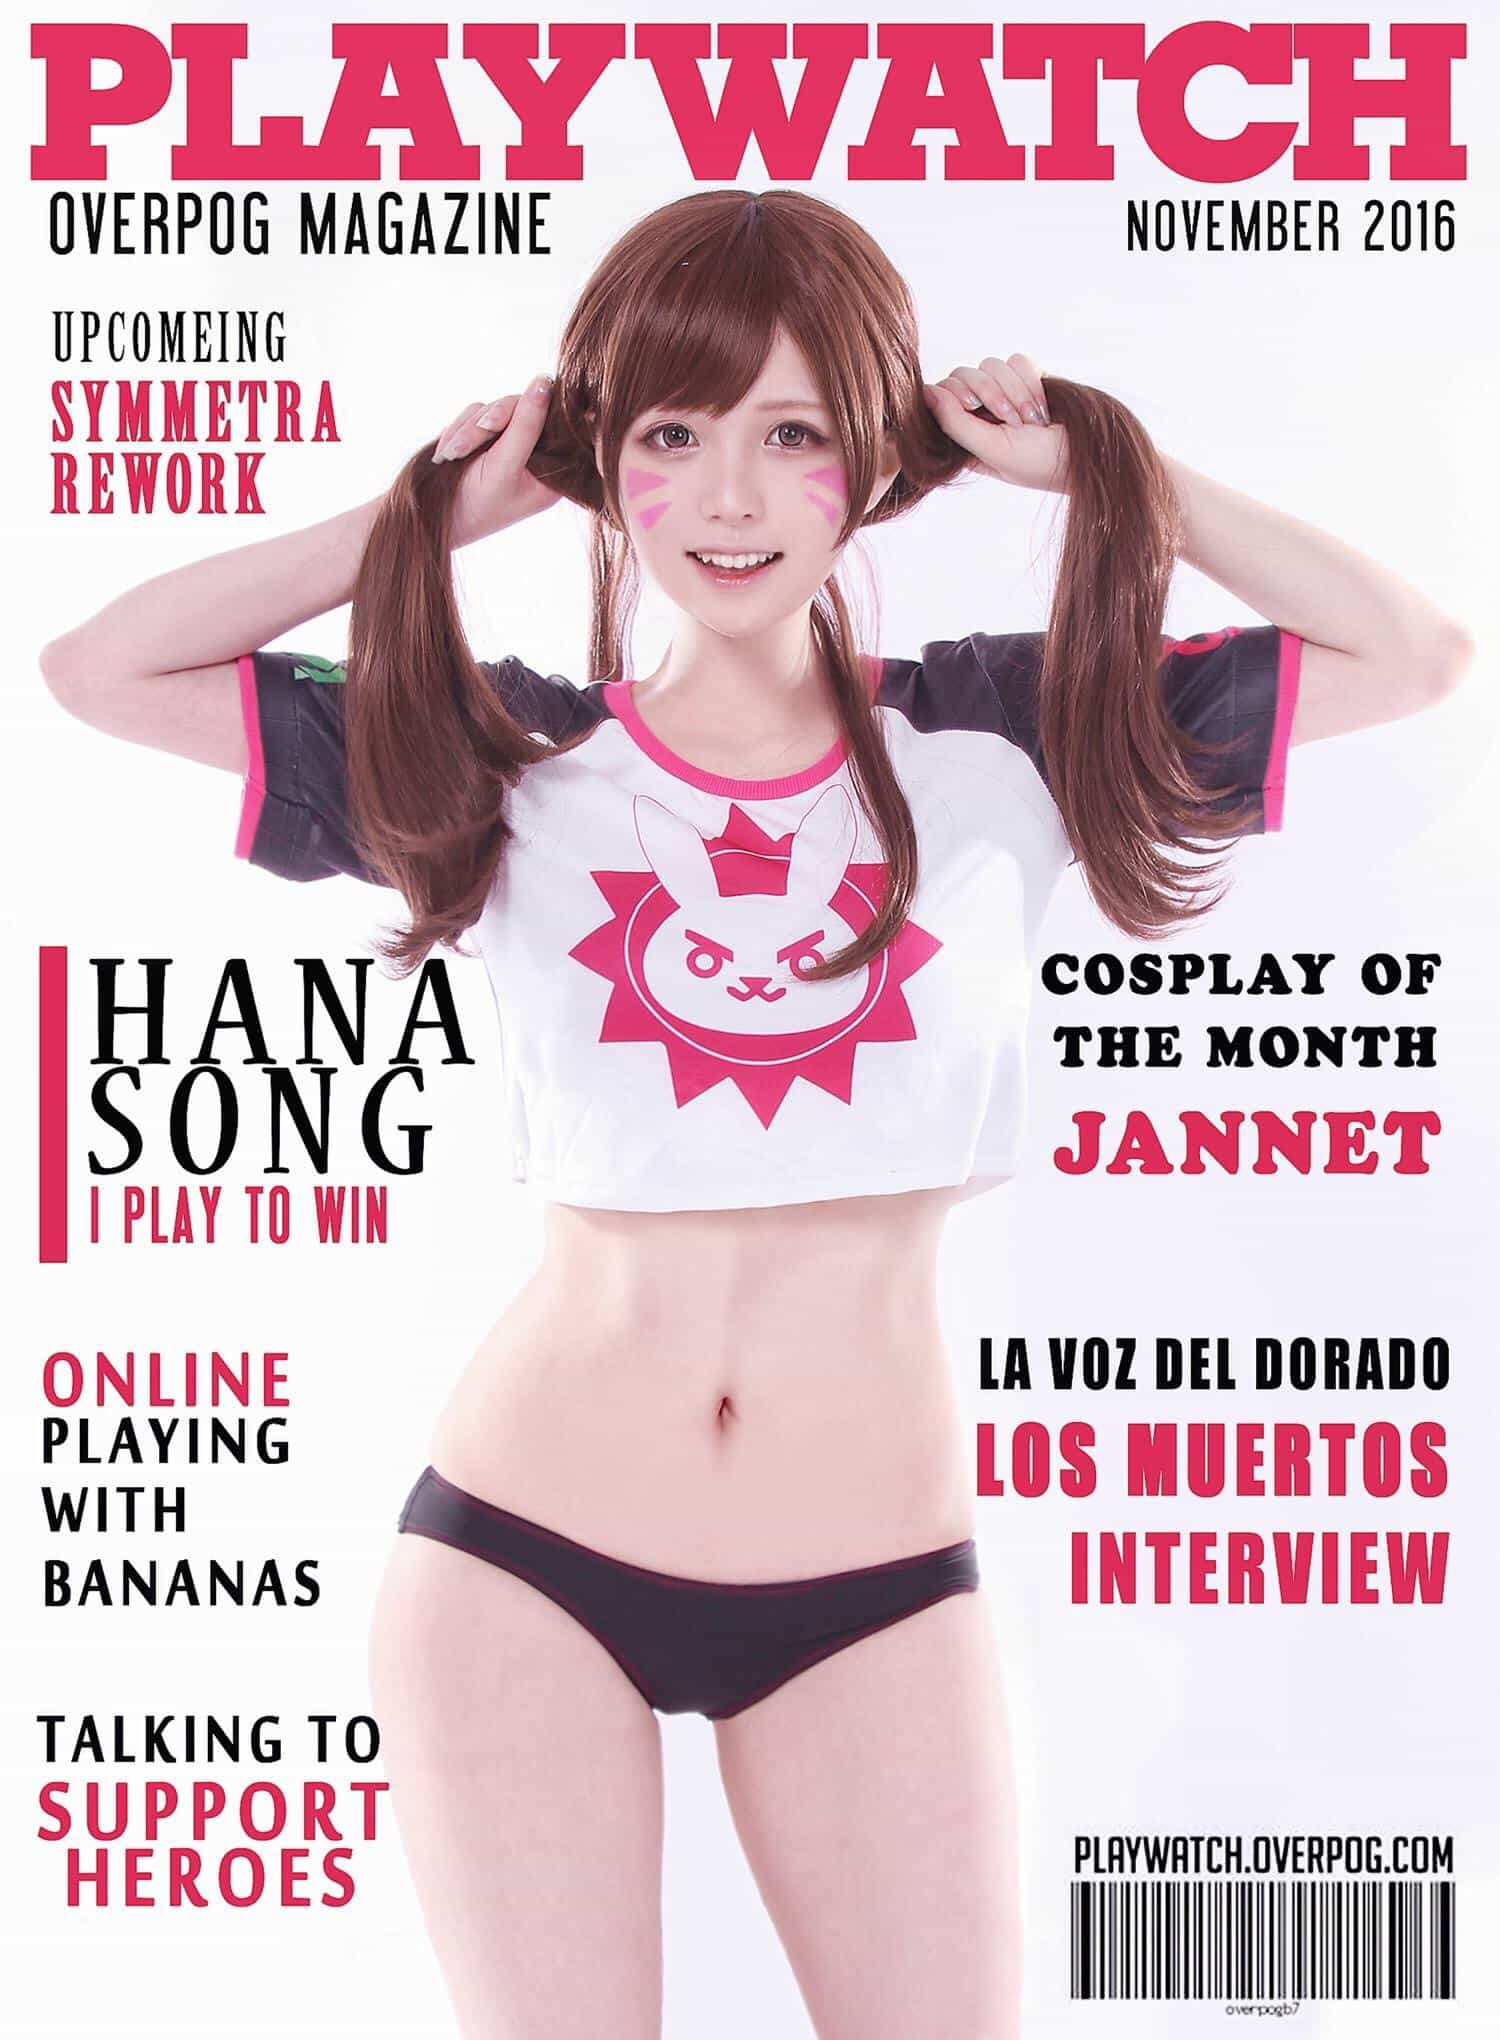 PLAYWATCH
OVERPOG MAGAZINE
NOVEMBER 2016
UPCOMEING
SYMMETRA
REWORK
HANA
SONG
I PLAY TO WIN
COSPLAY OF
THE MONTH
JANNET
ONLINE
PLAYING
WITH
BANANAS
LA VOZ DEL DORADO
LOS MUERTOS
INTERVIEW
TALKING TO
SUPPORT
HEROES
PLAYWATCH.OVERPOG.COM
overpogb7